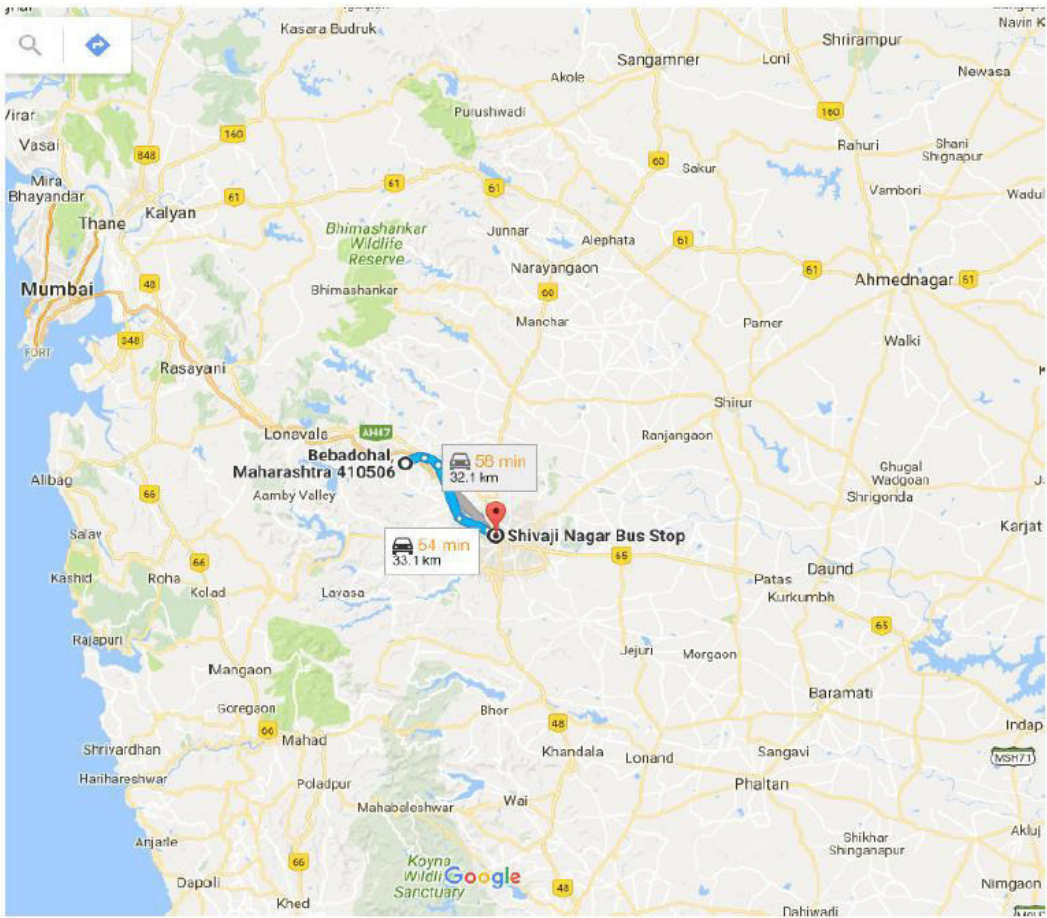 Kasara Budruk
Navin K
Shrirampur
Sangamner
Loni
Newasa
Akole
Purushwadi
Virar
160
160
Vasai
848
60
Rahuri
Shani
Shignapur
Sakur
Mira
Bhayandar
61
61
61
Vambori
Wadul
Kalyan
Thane
Bhimashankar
Wildlife
Reserve
Junnar
Alephata
61
Narayangaon
61
Ahmednagar
61
Mumbai
48
Bhimashankar
60
Manchar
Parner
348
Walki
FORT
Rasayani
Shirur
Lonavala
AH47
Ranjangaon
Bebadohal,
Maharashtra 410506
58 min
32.1 km
Ghugal
Wadgoan
Alibag
66
Aamby Valley
Shrigonda
Shivaji Nagar Bus Stop
54 min
33.1 km
Salav
65
Korjat
66
Kashid
Roha
Kolad
Lavasa
Daund
Patas
Kurkumbh
65
Rajapuri
Jejuri
Morgaon
Mangaon
Baramati
Goregaon
Bhor
66
Mahad
48
Indap
Shrivardhan
Khandala
Lonand
Sangavi
MSH71
Harihareshwar
Poladpur
Phaltan
Mahabaleshwar
Wai
Anjarle
Shikhar
Shinganapur
Akluj
66
Koyna
Wildli
Sanctuary
Google
48
Dapoli
Khed
Nimgaon
Dahiwadi